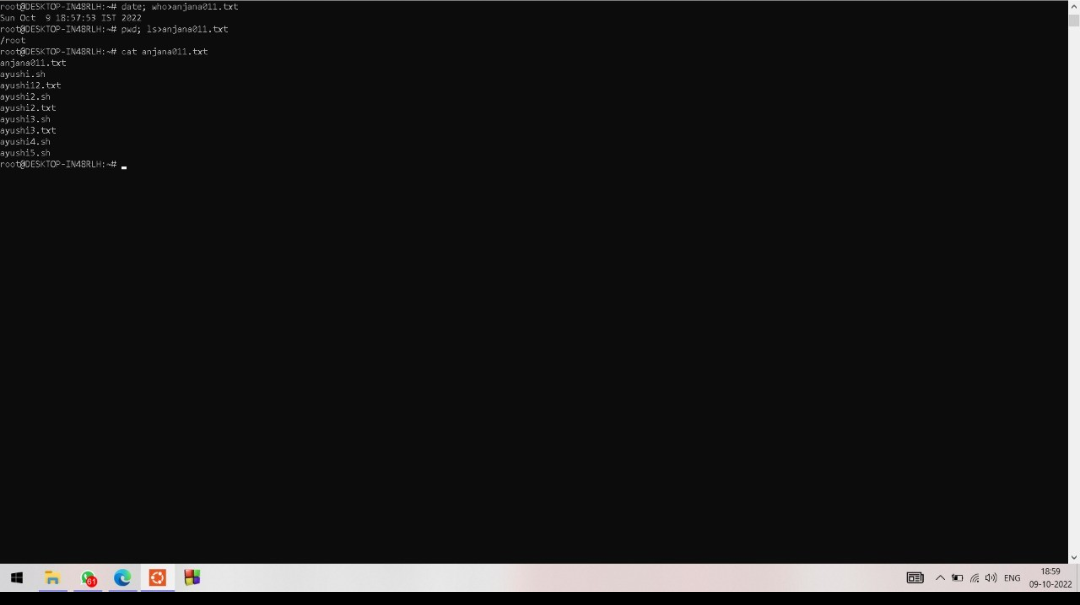 root@DESKTOP-IN48RLH:~# date; who>anjana011.txt
Sun Oct  9 18:57:53 IST 2022
root@DESKTOP-IN48RLH:~# pwd; ls>anjana011.txt
/root
root@DESKTOP-IN48RLH:~# cat anjana011.txt
anjana011.txt
ayushi.sh
ayushi12.txt
ayushi2.sh
ayushi2.txt
ayushi3.sh
ayushi3.txt
ayushi4.sh
ayushi5.sh
root@DESKTOP-IN48RLH:~#
61
ENG
18:59
09-10-2022